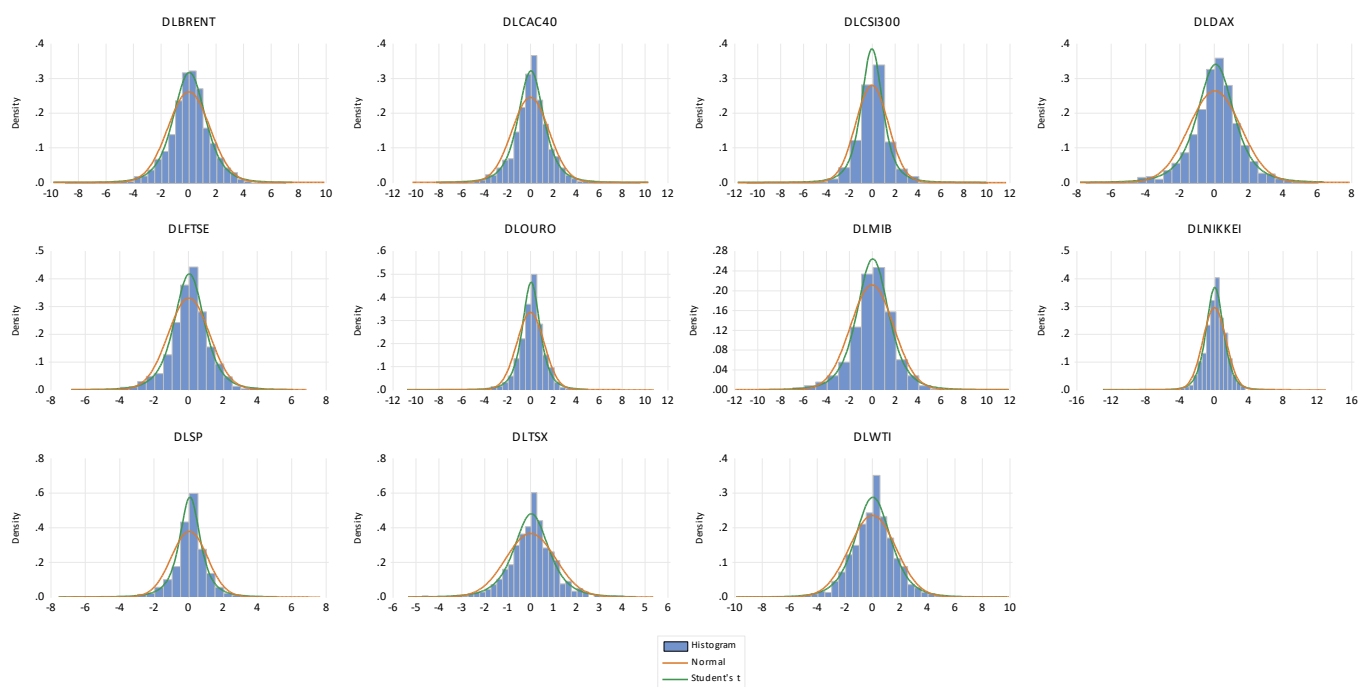 DLBRENT DLCAC40 DLCSI300 DLDAX
.4 .4 .4 .4
.3 .3 .3 .3
Density Density Density Density
.2 .2 .2 .2
.1 .1 .1 .1
.0 .0 .0 .0
-10 -8 -6 -4 -2 0 2 4 6 8 10 -12 -10 -8 -6 -4 -2 0 2 4 6 8 10 12 -12 -10 -8 -6 -4 -2 0 2 4 6 8 10 12 -8 -6 -4 -2 0 2 4 6 8
DLFTSE DLOURO DLMIB DLNIKKEI
.5 .6 .28 .5
.4 .5 .24 .4
.3 .4 .20 .3
Density Density Density Density
.2 .3 .16 .2
.1 .2 .12 .1
.0 .1 .08 .0
.0 .04
.00
-8 -6 -4 -2 0 2 4 6 8 -12 -10 -8 -6 -4 -2 0 2 4 6 8 10 12 -12 -10 -8 -6 -4 -2 0 2 4 6 8 10 12 -16 -12 -8 -4 0 4 8 12 16
DLSP DLTSX DLWTI
.8 .8 .4
.6 .6 .3
Density Density Density
.4 .4 .2
.2 .2 .1
.0 .0 .0
-8 -6 -4 -2 0 2 4 6 8 -6 -5 -4 -3 -2 -1 0 1 2 3 4 5 6 -10 -8 -6 -4 -2 0 2 4 6 8 10
Histogram
Normal
Student's t